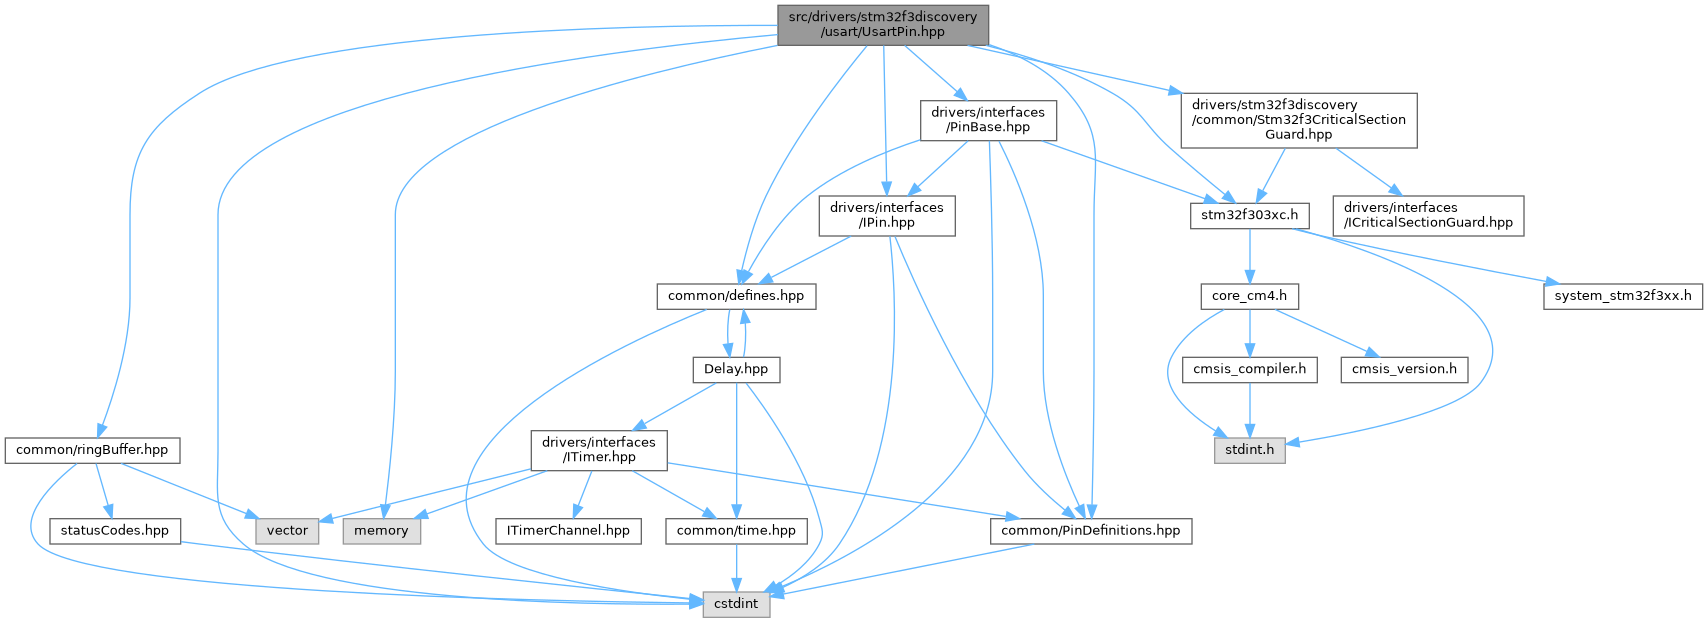 src/drivers/stm32f3discovery
/usart/UsartPin.hpp
drivers/interfaces
/PinBase.hpp
drivers/stm32f3discovery
/common/Stm32f3CriticalSection
Guard.hpp
drivers/interfaces
/IPin.hpp
stm32f303xc.h
drivers/interfaces
/ICriticalSectionGuard.hpp
common/defines.hpp
core_cm4.h
system_stm32f3xx.h
Delay.hpp
cmsis_compiler.h
cmsis_version.h
common/ringBuffer.hpp
drivers/interfaces
/ITimer.hpp
stdint.h
statusCodes.hpp
vector
memory
ITimerChannel.hpp
common/time.hpp
common/PinDefinitions.hpp
cstdint